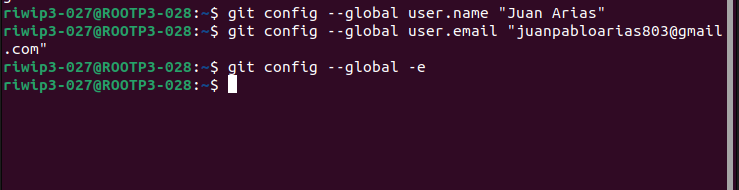 riwip3-027@ROOTP3-028:~$ git config --global user.name "Juan Arias"
riwip3-027@ROOTP3-028:~$ git config --global user.email "juanpabloarias803@gmail
.com"
riwip3-027@ROOTP3-028:~$ git config --global -e
riwip3-027@ROOTP3-028:~$